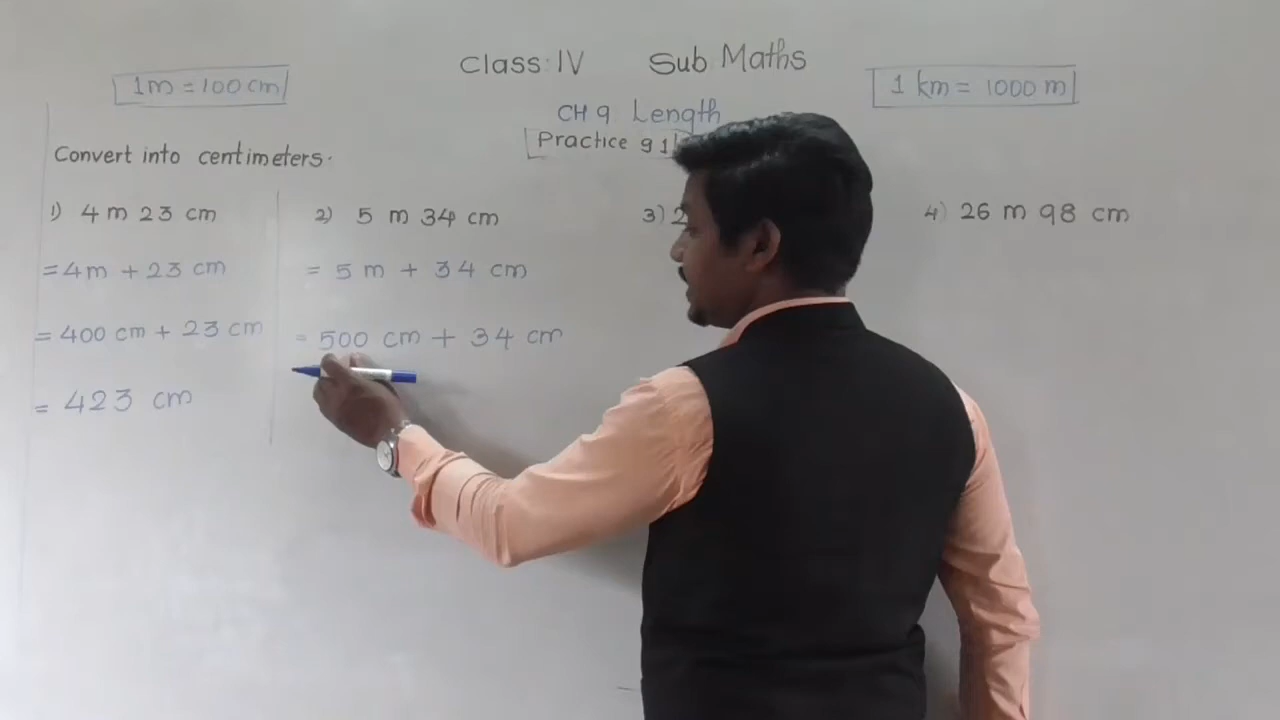 Class: IV Sub Maths
1m = 100 cm
1 km = 1000 m
CH 9 Length
Practice 9 1
Convert into centimeters.
1) 4 m 23 cm
= 4m + 23 cm
= 400 cm + 23 cm
= 423 cm
2) 5 m 34 cm
= 5 m + 34 cm
= 500 cm + 34 cm
3) 2
4) 26 m 98 cm